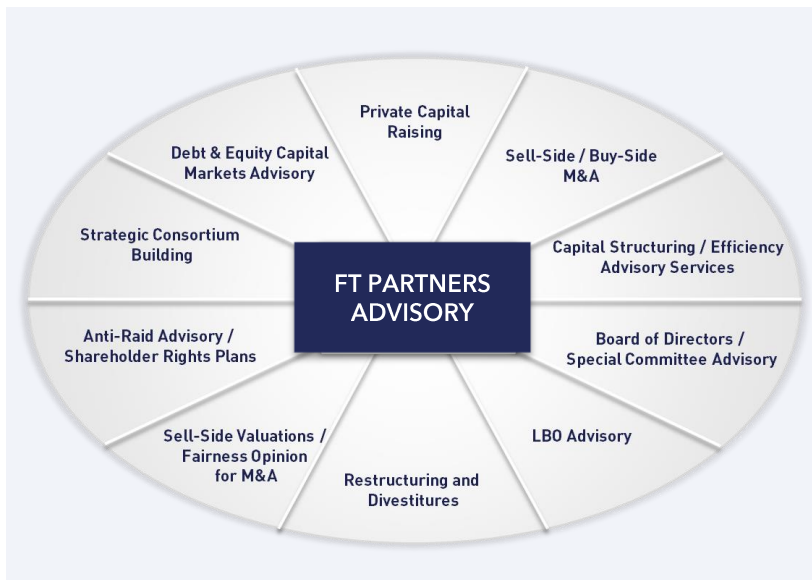 Private Capital
Raising
Debt & Equity Capital
Markets Advisory
Sell-Side / Buy-Side
M&A
Strategic Consortium
Building
Capital Structuring / Efficiency
Advisory Services
FT PARTNERS
ADVISORY
Anti-Raid Advisory /
Shareholder Rights Plans
Board of Directors /
Special Committee Advisory
Sell-Side Valuations /
Fairness Opinion
for M&A
LBO Advisory
Restructuring and
Divestitures